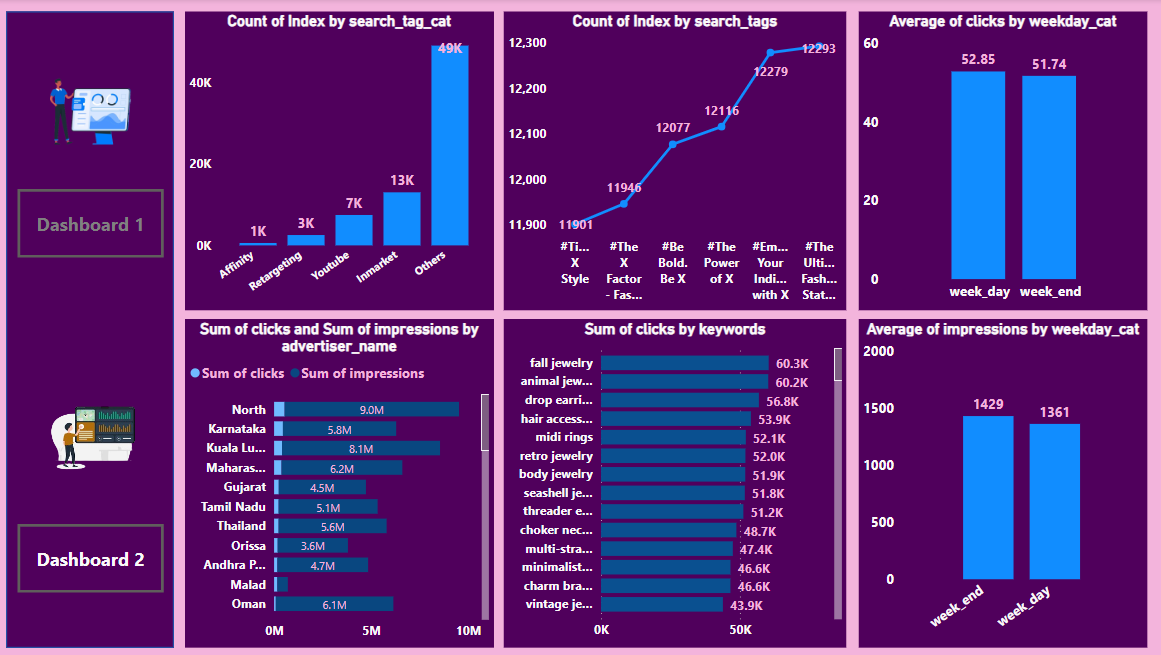 Dashboard 1
Dashboard 2
Count of Index by search_tag_cat
40K
20K
0K
1K
3K
7K
13K
49K
Affinity
Retargeting
Youtube
Inmarket
Others
Count of Index by search_tags
12,300
12,200
12,100
12,000
11,900
11901
11946
12077
12116
12279
12293
#Ti...
X
Style
#The
X
Factor
- Fas...
#Be
Bold.
Be X
#The
Power
of X
#Em...
Your
Indi...
with X
#The
Ulti...
Fash...
Stat...
Average of clicks by weekday_cat
60
40
20
0
52.85
51.74
week_day
week_end
Sum of clicks and Sum of impressions by
advertiser_name
Sum of clicks
Sum of impressions
North 9.0M
Karnataka 5.8M
Kuala Lu... 8.1M
Maharas... 6.2M
Gujarat 4.5M
Tamil Nadu 5.1M
Thailand 5.6M
Orissa 3.6M
Andhra P... 4.7M
Malad
Oman 6.1M
0M 5M 10M
Sum of clicks by keywords
fall jewelry 60.3K
animal jew... 60.2K
drop earri... 56.8K
hair access... 53.9K
midi rings 52.1K
retro jewelry 52.0K
body jewelry 51.9K
seashell je... 51.8K
threader e... 51.2K
choker nec... 48.7K
multi-stra... 47.4K
minimalist... 46.6K
charm bra... 46.6K
vintage je... 43.9K
0K 50K
Average of impressions by weekday_cat
2000
1500
1000
500
0
1429
1361
week_end
week_day